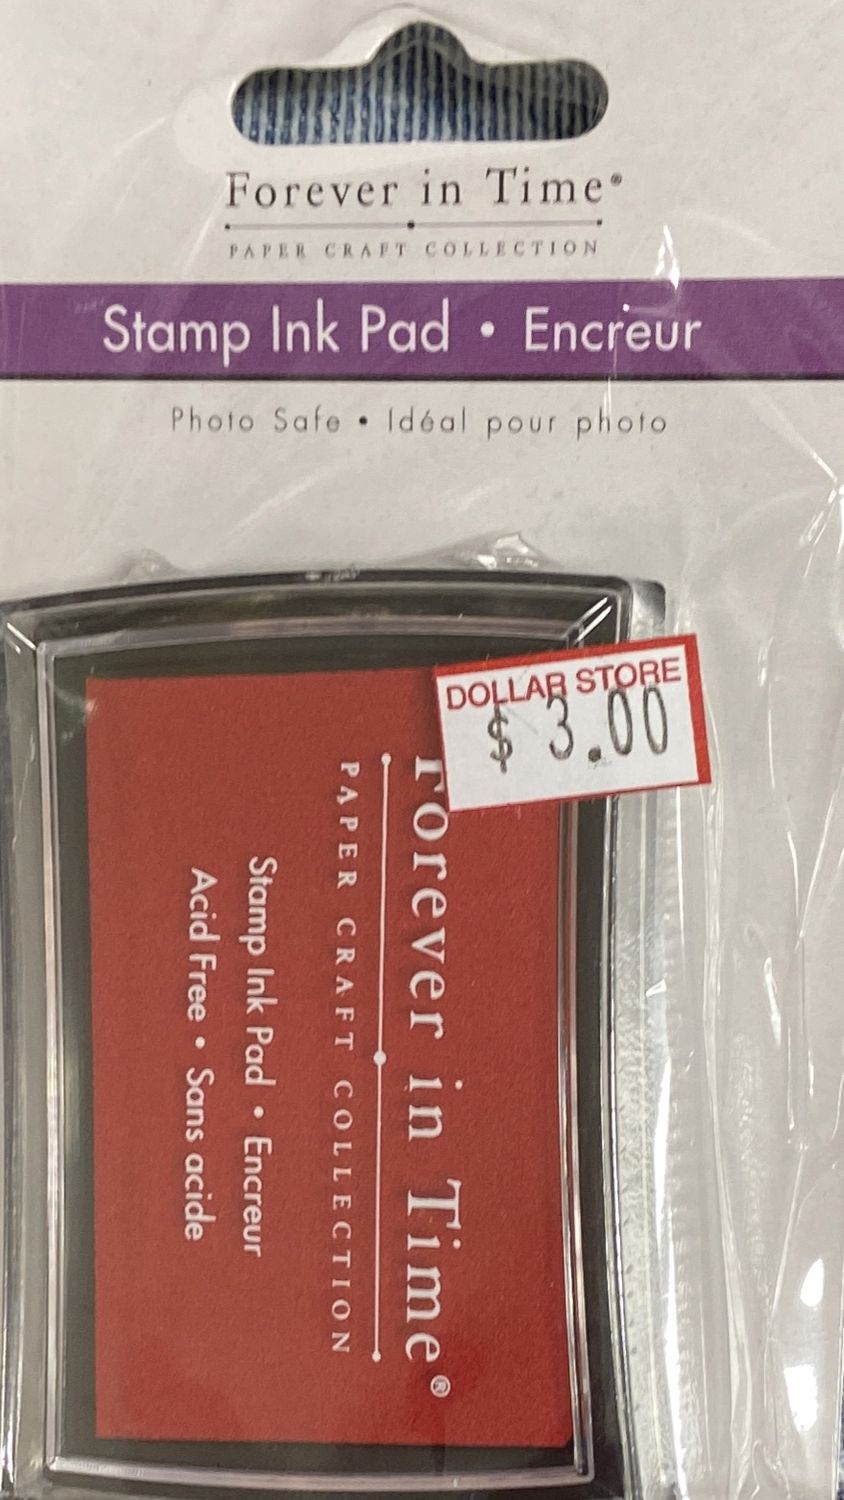 Forever in Time®
PAPER CRAFT COLLECTION
Stamp Ink Pad • Encreur
Photo Safe • Idéal pour photo
DOLLAR STORE
$ 3.00
Forever in Time®
PAPER CRAFT COLLECTION
Stamp Ink Pad • Encreur
Acid Free • Sans acide